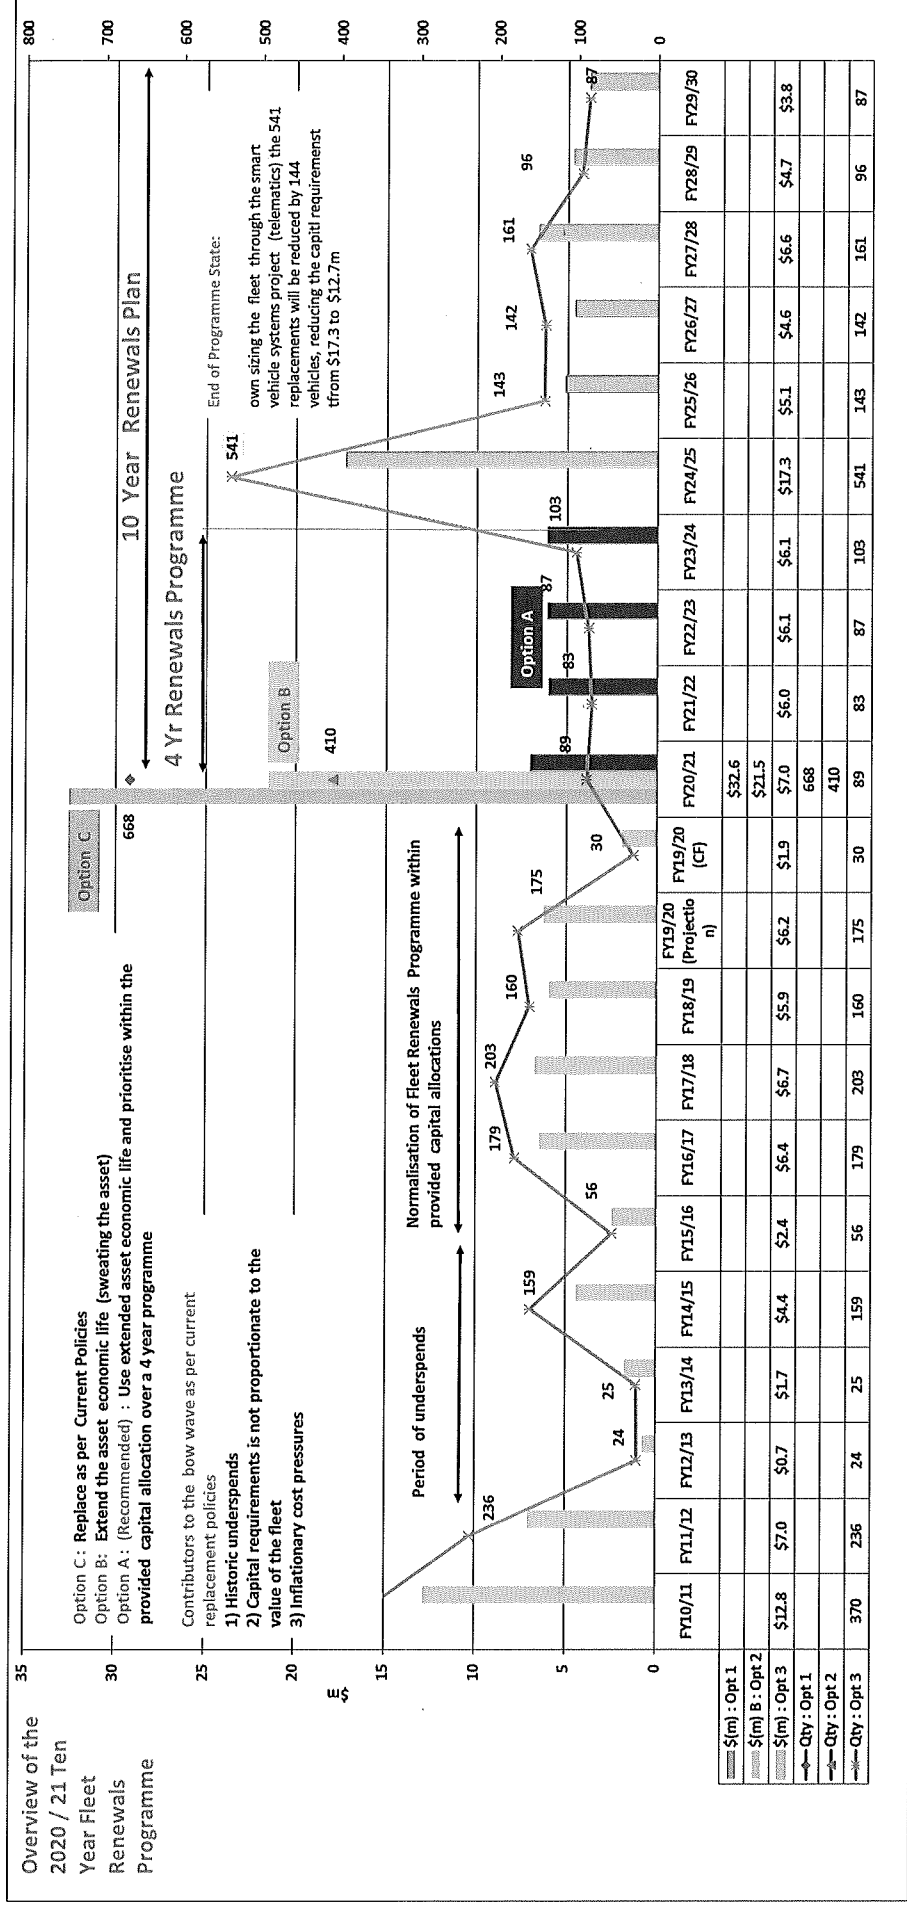 Overview of the
2020 / 21 Ten
Year Fleet
Renewals
Programme
Option C : Replace as per Current Policies
Option B: Extend the asset economic life (sweating the asset)
Option A : (Recommended) : Use extended asset economic life and prioritise within the
provided capital allocation over a 4 year programme
Contributors to the bow wave as per current
replacement policies
1) Historic underspends
2) Capital requirements is not proportionate to the
value of the fleet
3) Inflationary cost pressures
10 Year Renewals Plan
4 Yr Renewals Programme
End of Programme State:
own sizing the fleet through the smart
vehicle systems project (telematics) the 541
replacements will be reduced by 144
vehicles, reducing the capitl requiremenst
tfrom $17.3 to $12.7m
Period of underspends
Normalisation of Fleet Renewals Programme within
provided capital allocations
Option C
Option B
Option A
35
30
25
20
15
10
5
0
$m
800
700
600
500
400
300
200
100
0
236
24
25
159
56
179
203
160
175
30
668
410
89
83
87
103
541
143
142
161
96
87
FY10/11 FY11/12 FY12/13 FY13/14 FY14/15 FY15/16 FY16/17 FY17/18 FY18/19 FY19/20 (Projection) FY19/20 (CF) FY20/21 FY21/22 FY22/23 FY23/24 FY24/25 FY25/26 FY26/27 FY27/28 FY28/29 FY29/30
$(m) : Opt 1 $32.6
$(m) B : Opt 2 $21.5
$(m) : Opt 3 $12.8 $7.0 $0.7 $1.7 $4.4 $2.4 $6.4 $6.7 $5.9 $6.2 $1.9 $7.0 $6.0 $6.1 $6.1 $17.3 $5.1 $4.6 $6.6 $4.7 $3.8
Qty : Opt 1 668
Qty : Opt 2 410
Qty : Opt 3 370 236 24 25 159 56 179 203 160 175 30 89 83 87 103 541 143 142 161 96 87